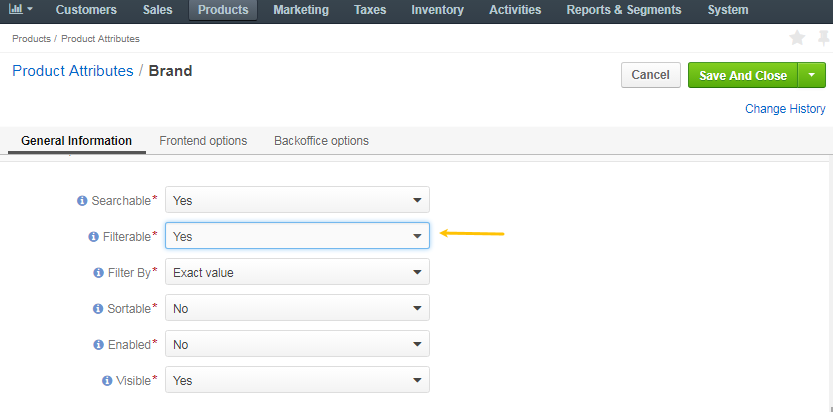 Customers Sales Products Marketing Taxes Inventory Activities Reports & Segments System
Products / Product Attributes
Product Attributes / Brand
Cancel Save And Close
Change History
General Information Frontend options Backoffice options
Searchable* Yes
Filterable* Yes
Filter By* Exact value
Sortable* No
Enabled* No
Visible* Yes